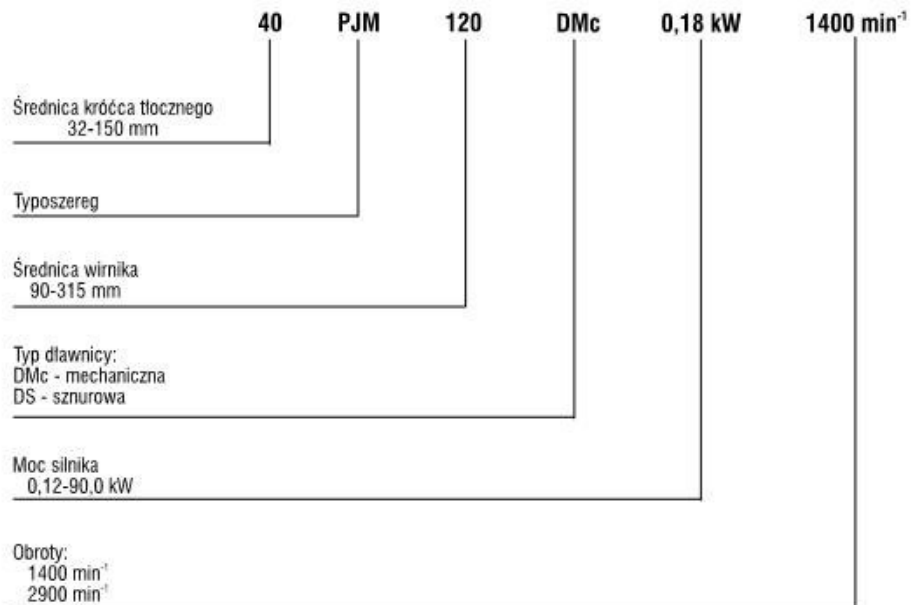 40 PJM 120 DMc 0,18 kW 1400 min⁻¹
Średnica króćca tłocznego
32-150 mm
Typoszereg
Średnica wirnika
90-315 mm
Typ dławnicy:
DMc - mechaniczna
DS - sznurowa
Moc silnika
0,12-90,0 kW
Obroty:
1400 min⁻¹
2900 min⁻¹